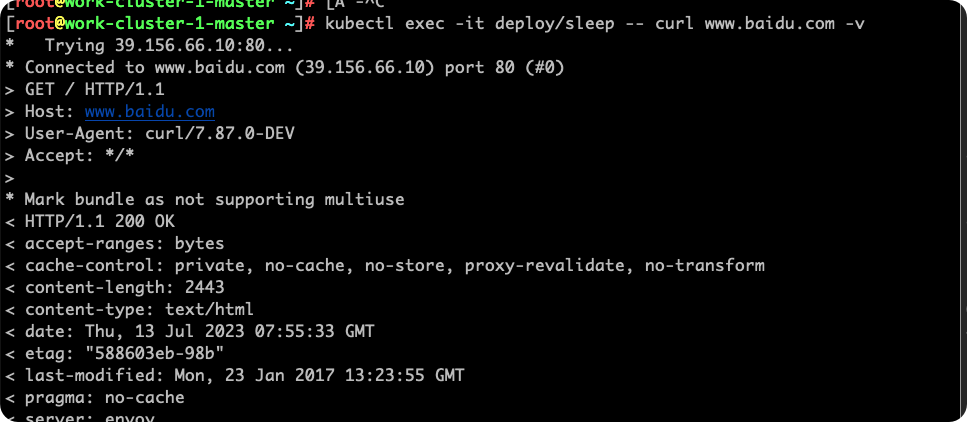 [root@work-cluster-1-master ~]# [A -^C
[root@work-cluster-1-master ~]# kubectl exec -it deploy/sleep -- curl www.baidu.com -v
*   Trying 39.156.66.10:80...
* Connected to www.baidu.com (39.156.66.10) port 80 (#0)
> GET / HTTP/1.1
> Host: www.baidu.com
> User-Agent: curl/7.87.0-DEV
> Accept: */*
>
* Mark bundle as not supporting multiuse
< HTTP/1.1 200 OK
< accept-ranges: bytes
< cache-control: private, no-cache, no-store, proxy-revalidate, no-transform
< content-length: 2443
< content-type: text/html
< date: Thu, 13 Jul 2023 07:55:33 GMT
< etag: "588603eb-98b"
< last-modified: Mon, 23 Jan 2017 13:23:55 GMT
< pragma: no-cache
< server: envoy